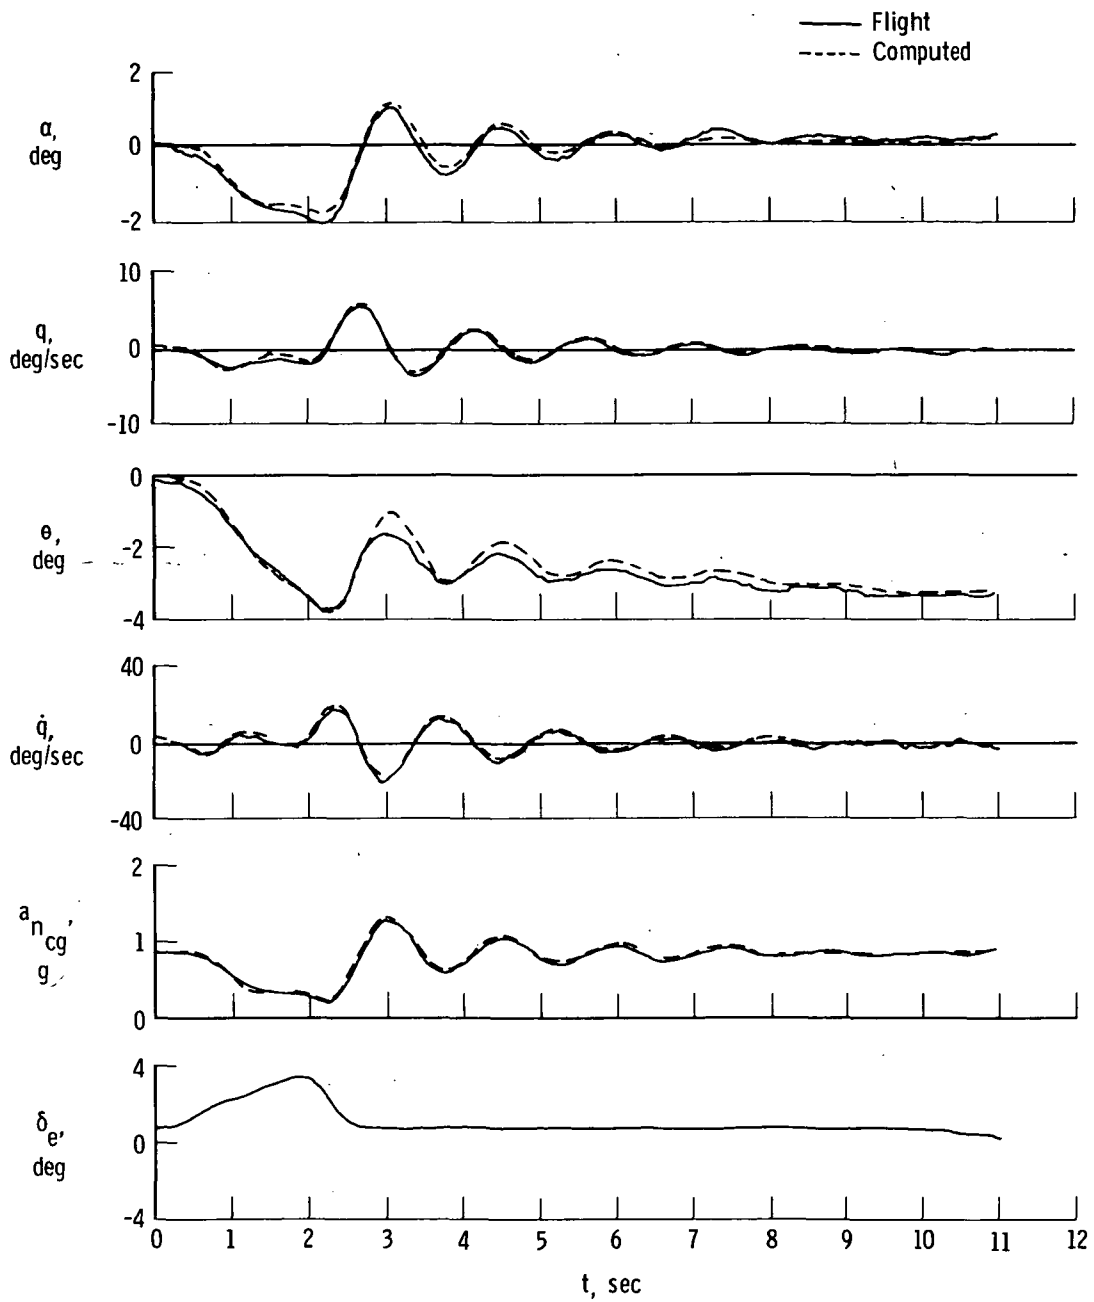 Flight
Computed
2
α,
deg
0
-2
10
q,
deg/sec
0
-10
0
θ,
deg
-2
-4
40
q̇,
deg/sec
0
-40
2
a_n_cg,
g
1
0
4
δ_e,
deg
0
-4
0 1 2 3 4 5 6 7 8 9 10 11 12
t, sec